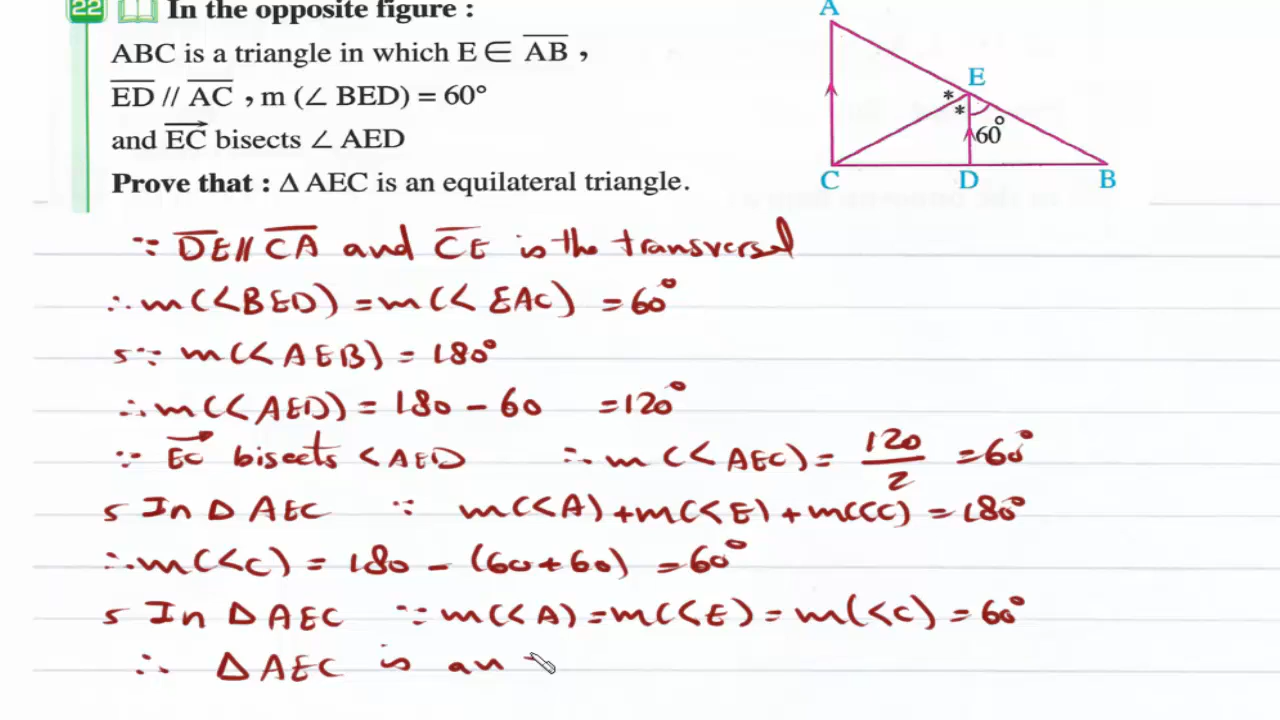 22 In the opposite figure :
ABC is a triangle in which E ∈ AB ,
ED // AC , m (∠ BED) = 60°
and EC bisects ∠ AED
Prove that : Δ AEC is an equilateral triangle.
A
E
* *
60°
C D B
∵ DE // CA and CE is the transversal
∴ m(<BED) = m(< EAC) = 60°
, ∵ m(<AEB) = 180°
∴ m(<AED) = 180 - 60 = 120°
∵ EC bisects <AED ∴ m(<AEC) = 120/2 = 60°
, In Δ AEC ∵ m(<A) + m(<E) + m(C) = 180°
∴ m(<C) = 180 - (60+60) = 60°
, In Δ AEC ∵ m(<A) = m(<E) = m(<C) = 60°
∴ Δ AEC is an